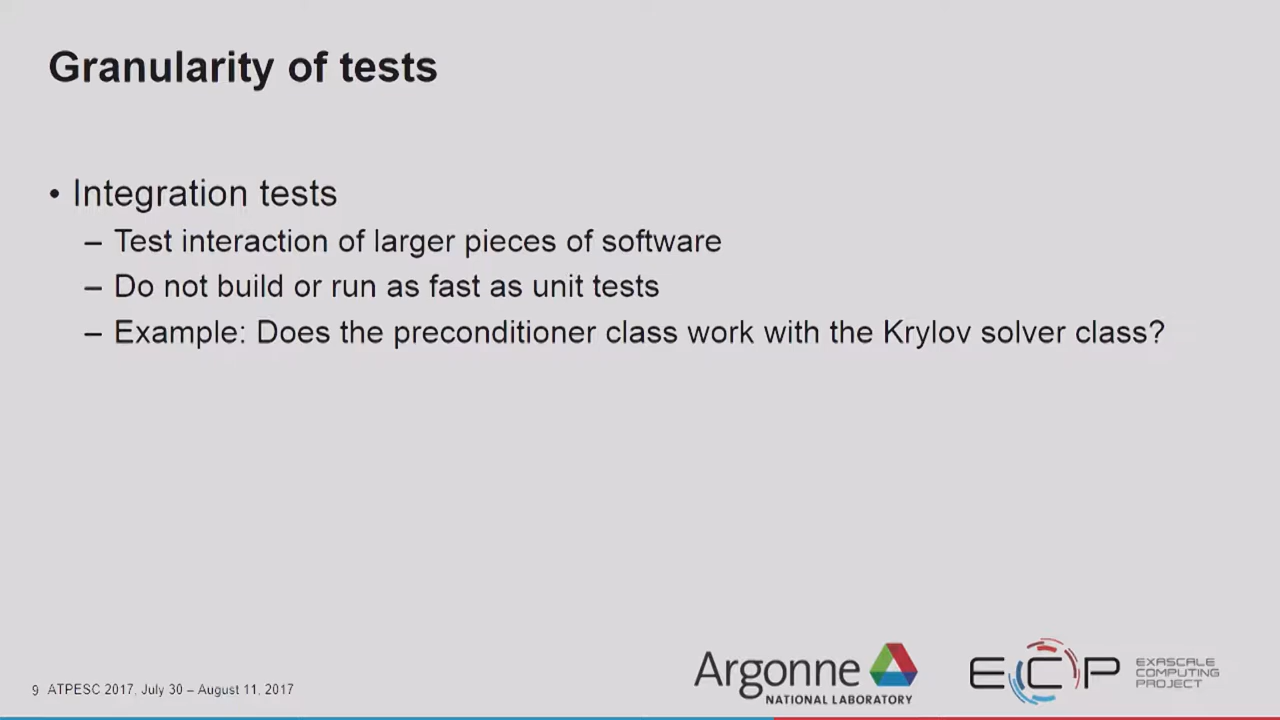 Granularity of tests
• Integration tests
– Test interaction of larger pieces of software
– Do not build or run as fast as unit tests
– Example: Does the preconditioner class work with the Krylov solver class?
9 ATPESC 2017, July 30 – August 11, 2017
Argonne
NATIONAL LABORATORY
ECP
EXASCALE
COMPUTING
PROJECT